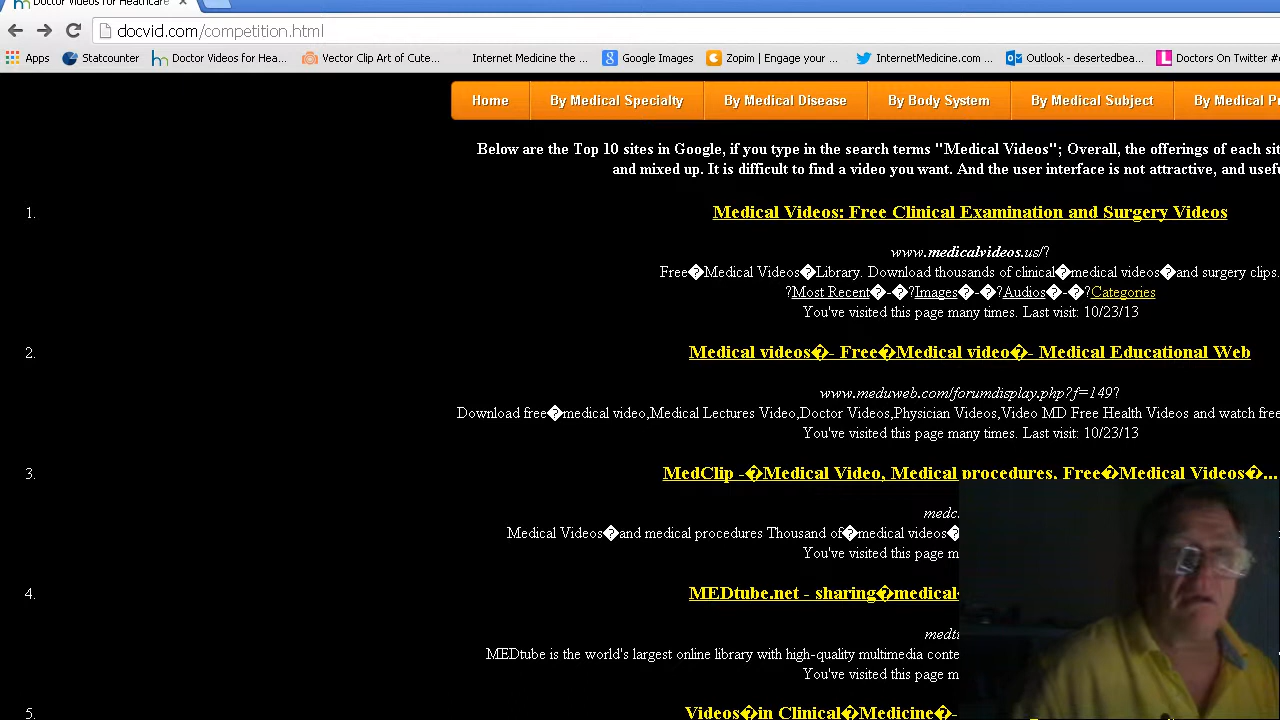 Doctor Videos for Healthcare
docvid.com/competition.html
Apps Statcounter Doctor Videos for Hea... Vector Clip Art of Cute... Internet Medicine the ... Google Images Zopim | Engage your ... InternetMedicine.com ... Outlook - desertedbea... Doctors On Twitter
Home By Medical Specialty By Medical Disease By Body System By Medical Subject By Medical
Below are the Top 10 sites in Google, if you type in the search terms "Medical Videos"; Overall, the offerings of each
and mixed up. It is difficult to find a video you want. And the user interface is not attractive, and
1. Medical Videos: Free Clinical Examination and Surgery Videos
www.medicalvideos.us/?
Free�Medical Videos�Library. Download thousands of clinical�medical videos�and surgery clips.
?Most Recent�-�?Images�-�?Audios�-�?Categories
You've visited this page many times. Last visit: 10/23/13
2. Medical videos�- Free�Medical video�- Medical Educational Web
www.meduweb.com/forumdisplay.php?f=149?
Download free�medical video,Medical Lectures Video,Doctor Videos,Physician Videos,Video MD Free Health Videos and watch free
You've visited this page many times. Last visit: 10/23/13
3. MedClip -�Medical Video, Medical procedures, Free�Medical Videos�...
medc
Medical Videos�and medical procedures Thousand of�medical videos�
You've visited this page m
4. MEDtube.net - sharing�medical�
medtu
MEDtube is the world's largest online library with high-quality multimedia conte
You've visited this page m
5. Videos�in Clinical�Medicine�-